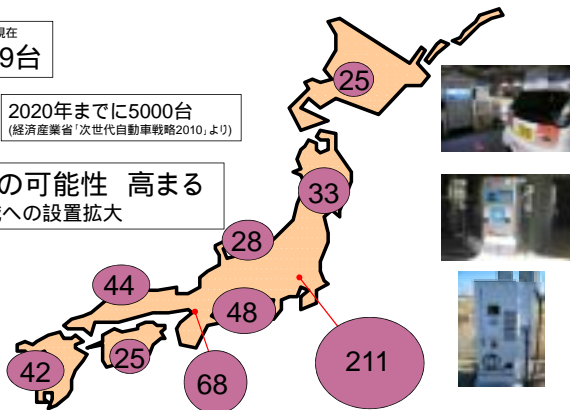 現在
9台
2020年までに5000台
(経済産業省「次世代自動車戦略2010」より)
の可能性 高まる
への設置拡大
25
33
28
44
48
42
25
68
211